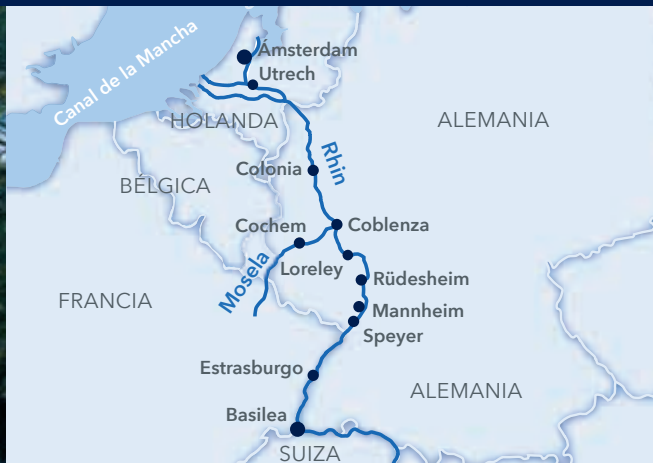 Canal de la Mancha
Ámsterdam
Utrech
HOLANDA
ALEMANIA
Colonia
Rhin
BÉLGICA
Cochem
Coblenza
Mosela
Loreley
Rüdesheim
FRANCIA
Mannheim
Speyer
Estrasburgo
ALEMANIA
Basilea
SUIZA